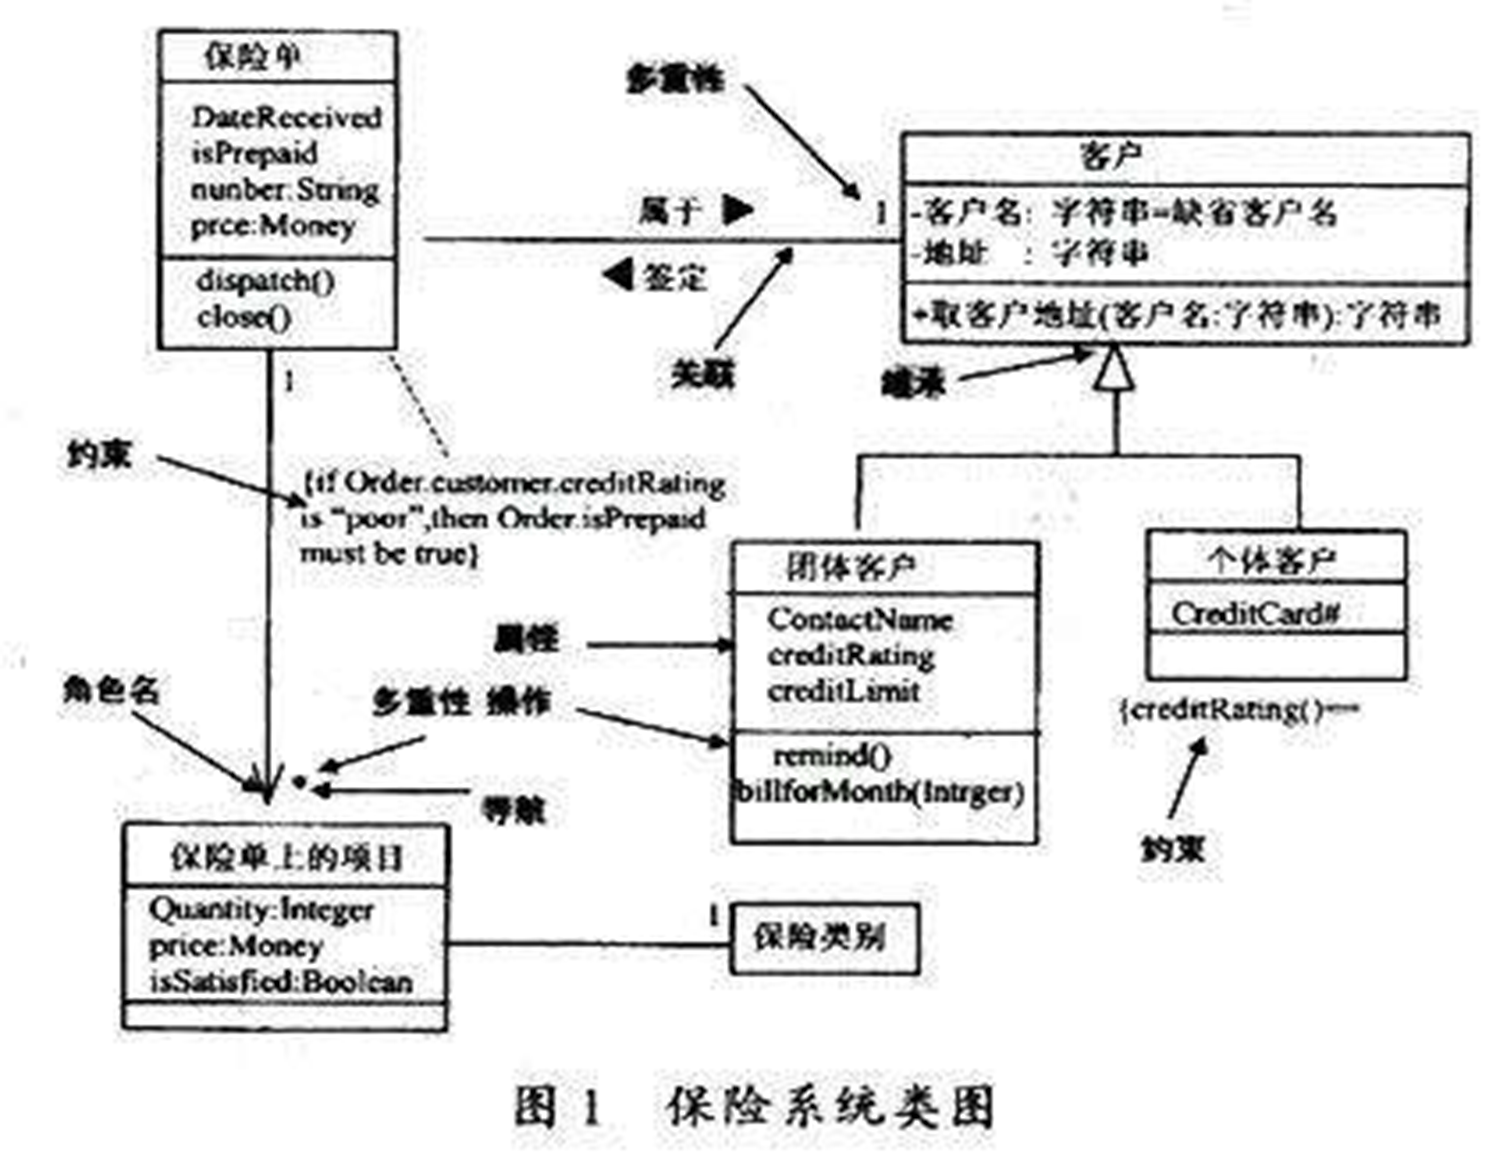 保险单
DateReceived
isPrepaid
nunber:String
prce:Money
dispatch()
close()
多重性
属于
签定
1
关联
客户
-客户名: 字符串=缺省客户名
-地址 : 字符串
+取客户地址(客户名:字符串):字符串
继承
1
约束
{if Order.customer.creditRating
is “poor”,then Order.isPrepaid
must be true}
团体客户
ContactName
creditRating
creditLimit
remind()
billforMonth(Intrger)
个体客户
CreditCard#
{creditRating()
约束
属性
角色名
多重性 操作
*
导航
保险单上的项目
Quantity:Integer
price:Money
isSatisfied:Boolean
1
保险类别
图 1 保险系统类图